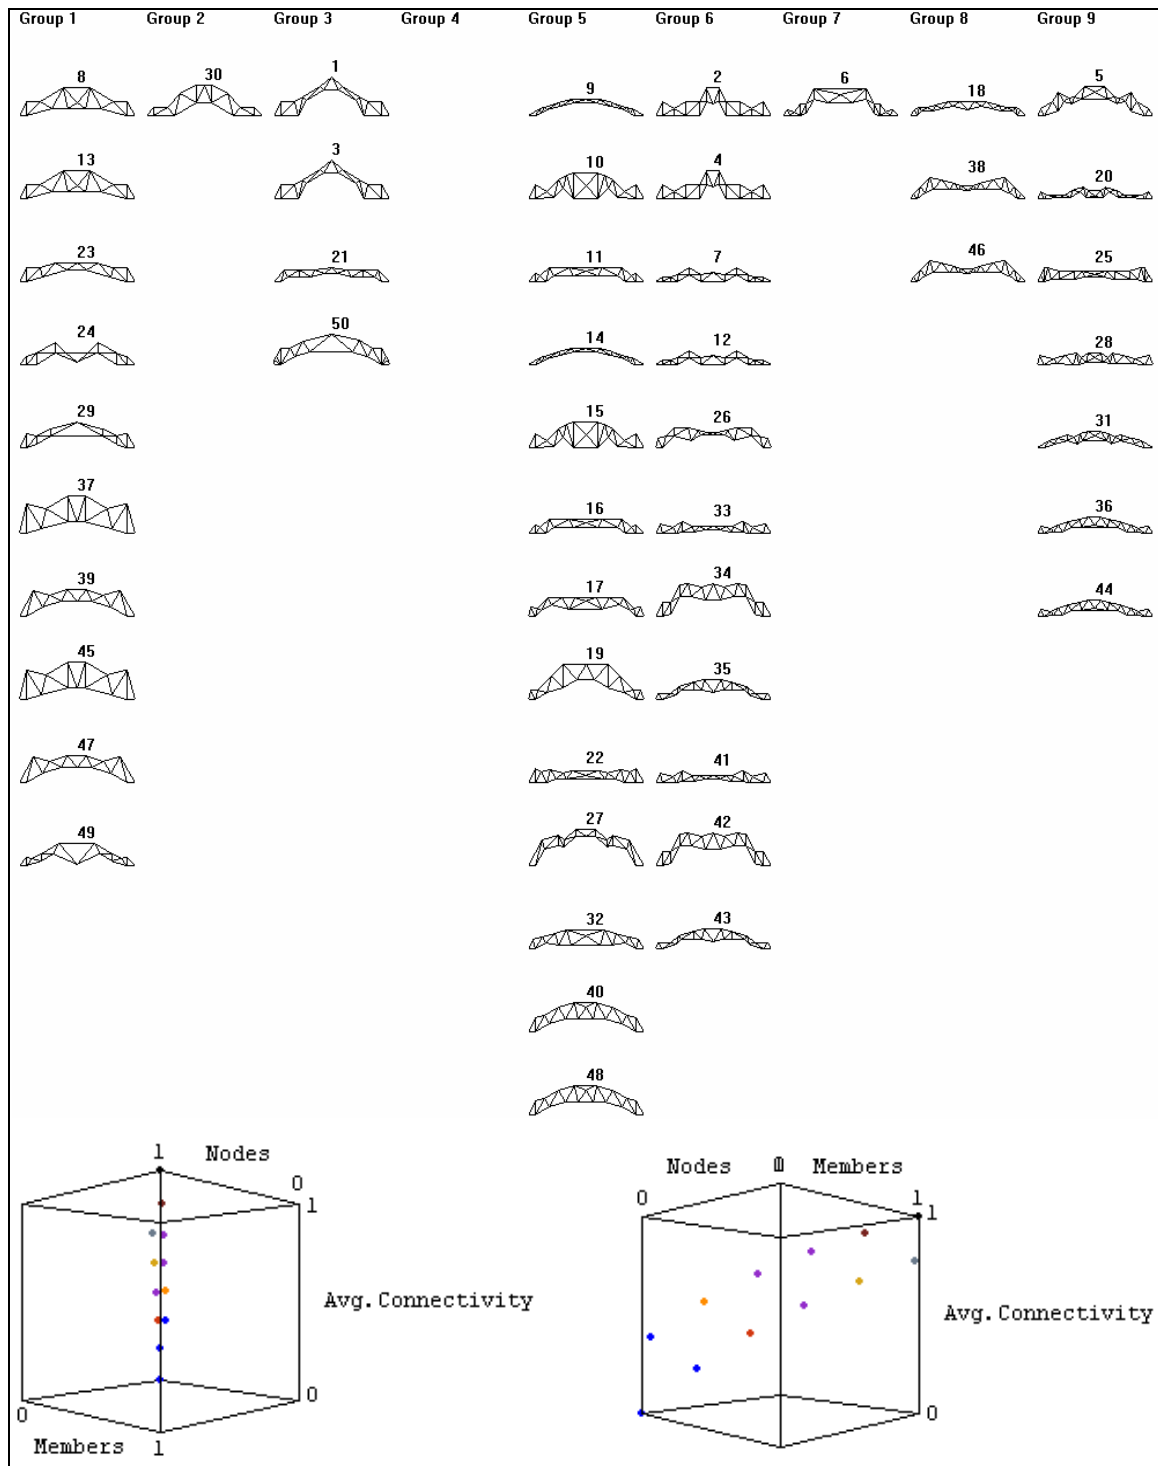 Group 1 Group 2 Group 3 Group 4 Group 5 Group 6 Group 7 Group 8 Group 9
8 30 1 9 2 6 18 5
13 3 10 4 38 20
23 21 11 7 46 25
24 50 14 12 28
29 15 26 31
37 16 33 36
39 17 34 44
45 19 35
47 22 41
49 27 42
32 43
40
48
1 Nodes
0
1
Avg.Connectivity
0
0
Members 1
Nodes Members
0 1
1
Avg.Connectivity
0